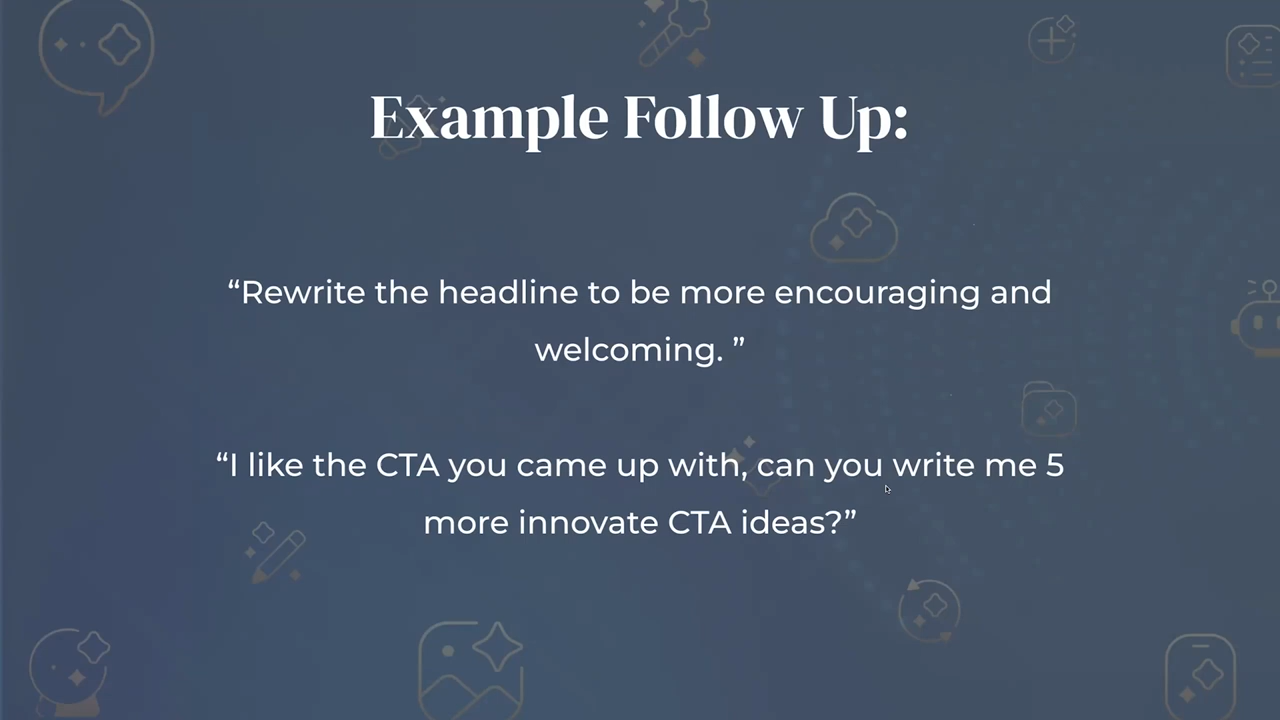 Example Follow Up:
“Rewrite the headline to be more encouraging and
welcoming. ”
“I like the CTA you came up with, can you write me 5
more innovate CTA ideas?”